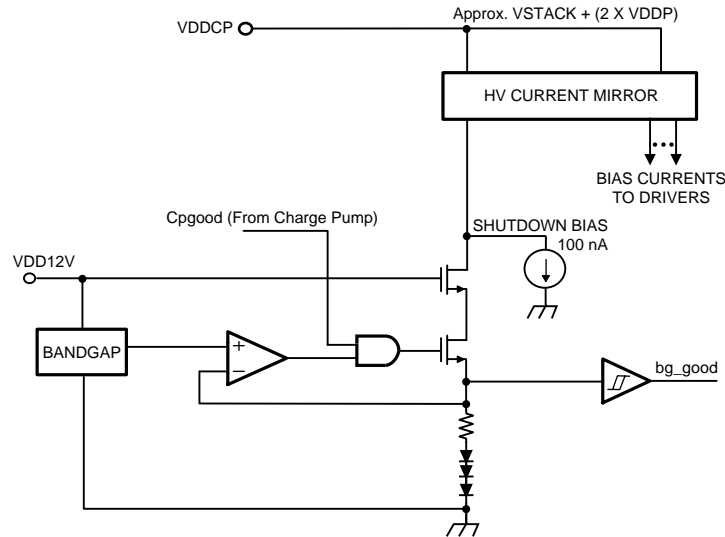 Approx. VSTACK + (2 X VDDP)
VDDCP
HV CURRENT MIRROR
BIAS CURRENTS
TO DRIVERS
Cpgood (From Charge Pump)
SHUTDOWN BIAS
100 nA
VDD12V
BANDGAP
+
−
bg_good